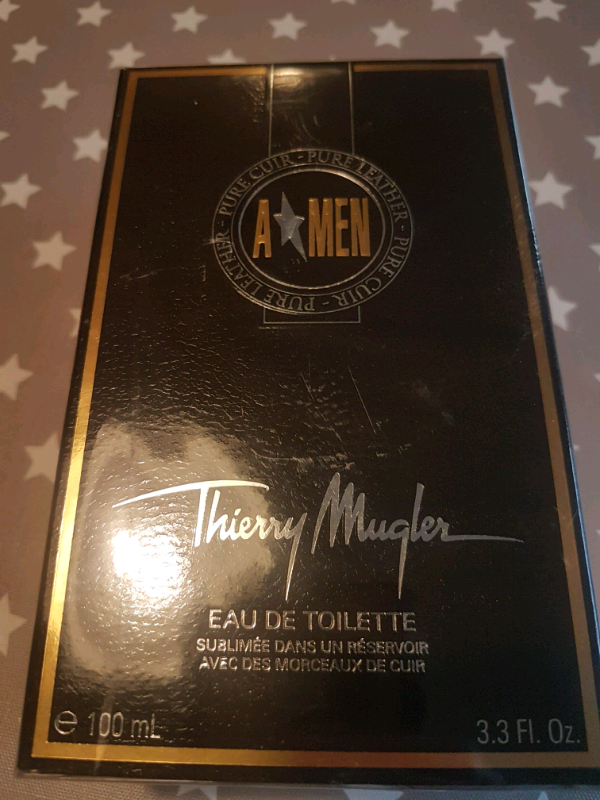 PURE CUIR - PURE LEATHER - PURE CUIR - PURE LEATHER -
A★MEN
Thierry Mugler
EAU DE TOILETTE
SUBLIMÉE DANS UN RÉSERVOIR
AVEC DES MORCEAUX DE CUIR
e 100 mL
3.3 Fl. Oz.